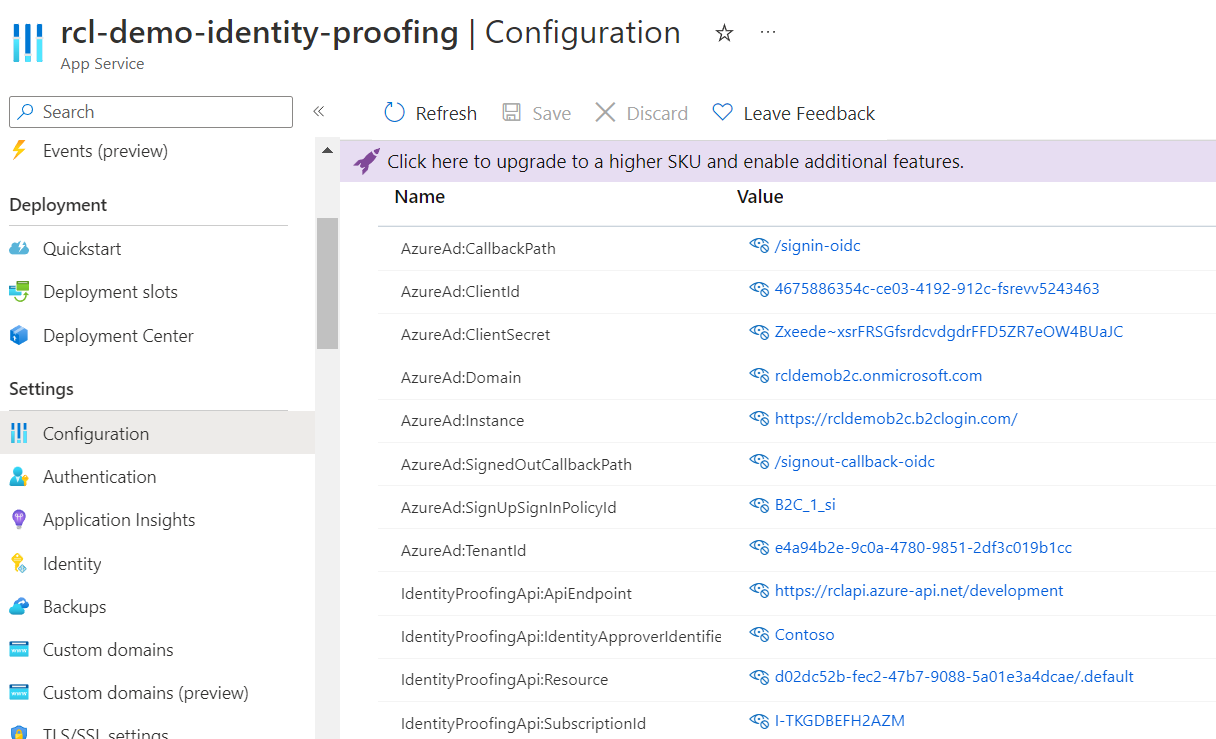 rcl-demo-identity-proofing | Configuration
App Service
Search
Events (preview)
Deployment
Quickstart
Deployment slots
Deployment Center
Settings
Configuration
Authentication
Application Insights
Identity
Backups
Custom domains
Custom domains (preview)
TLS/SSL settings
Refresh Save Discard Leave Feedback
Click here to upgrade to a higher SKU and enable additional features.
Name Value
AzureAd:CallbackPath /signin-oidc
AzureAd:ClientId 4675886354c-ce03-4192-912c-fsrevv5243463
AzureAd:ClientSecret Zxeede~xsrFRSGfsrdcvdgdrFFD5ZR7eOW4BUaJC
AzureAd:Domain rcldemob2c.onmicrosoft.com
AzureAd:Instance https://rcldemob2c.b2clogin.com/
AzureAd:SignedOutCallbackPath /signout-callback-oidc
AzureAd:SignUpSignInPolicyId B2C_1_si
AzureAd:TenantId e4a94b2e-9c0a-4780-9851-2df3c019b1cc
IdentityProofingApi:ApiEndpoint https://rclapi.azure-api.net/development
IdentityProofingApi:IdentityApproverIdentifie Contoso
IdentityProofingApi:Resource d02dc52b-fec2-47b7-9088-5a01e3a4dcae/.default
IdentityProofingApi:SubscriptionId I-TKGDBEFH2AZM